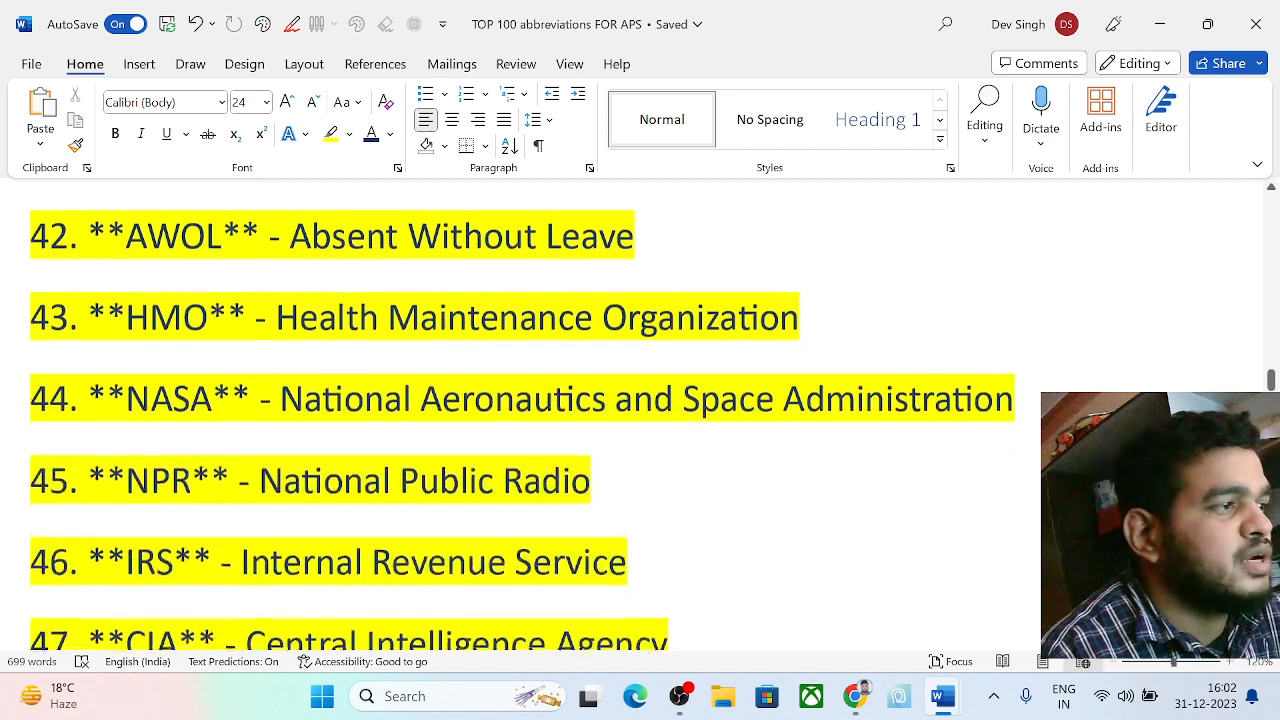 AutoSave On TOP 100 abbreviations FOR APS • Saved Dev Singh DS
File Home Insert Draw Design Layout References Mailings Review View Help Comments Editing Share
Calibri (Body) 24 Aa
Paste B I U ab x₂ x² A A
Normal No Spacing Heading 1
Editing Dictate Add-ins Editor
Clipboard Font Paragraph Styles Voice Add-ins
42. **AWOL** - Absent Without Leave
43. **HMO** - Health Maintenance Organization
44. **NASA** - National Aeronautics and Space Administration
45. **NPR** - National Public Radio
46. **IRS** - Internal Revenue Service
47. **CIA** - Central Intelligence Agency
699 words English (India) Text Predictions: On Accessibility: Good to go Focus 120%
18°C
Haze
Search
ENG
IN
16:02
31-12-2023